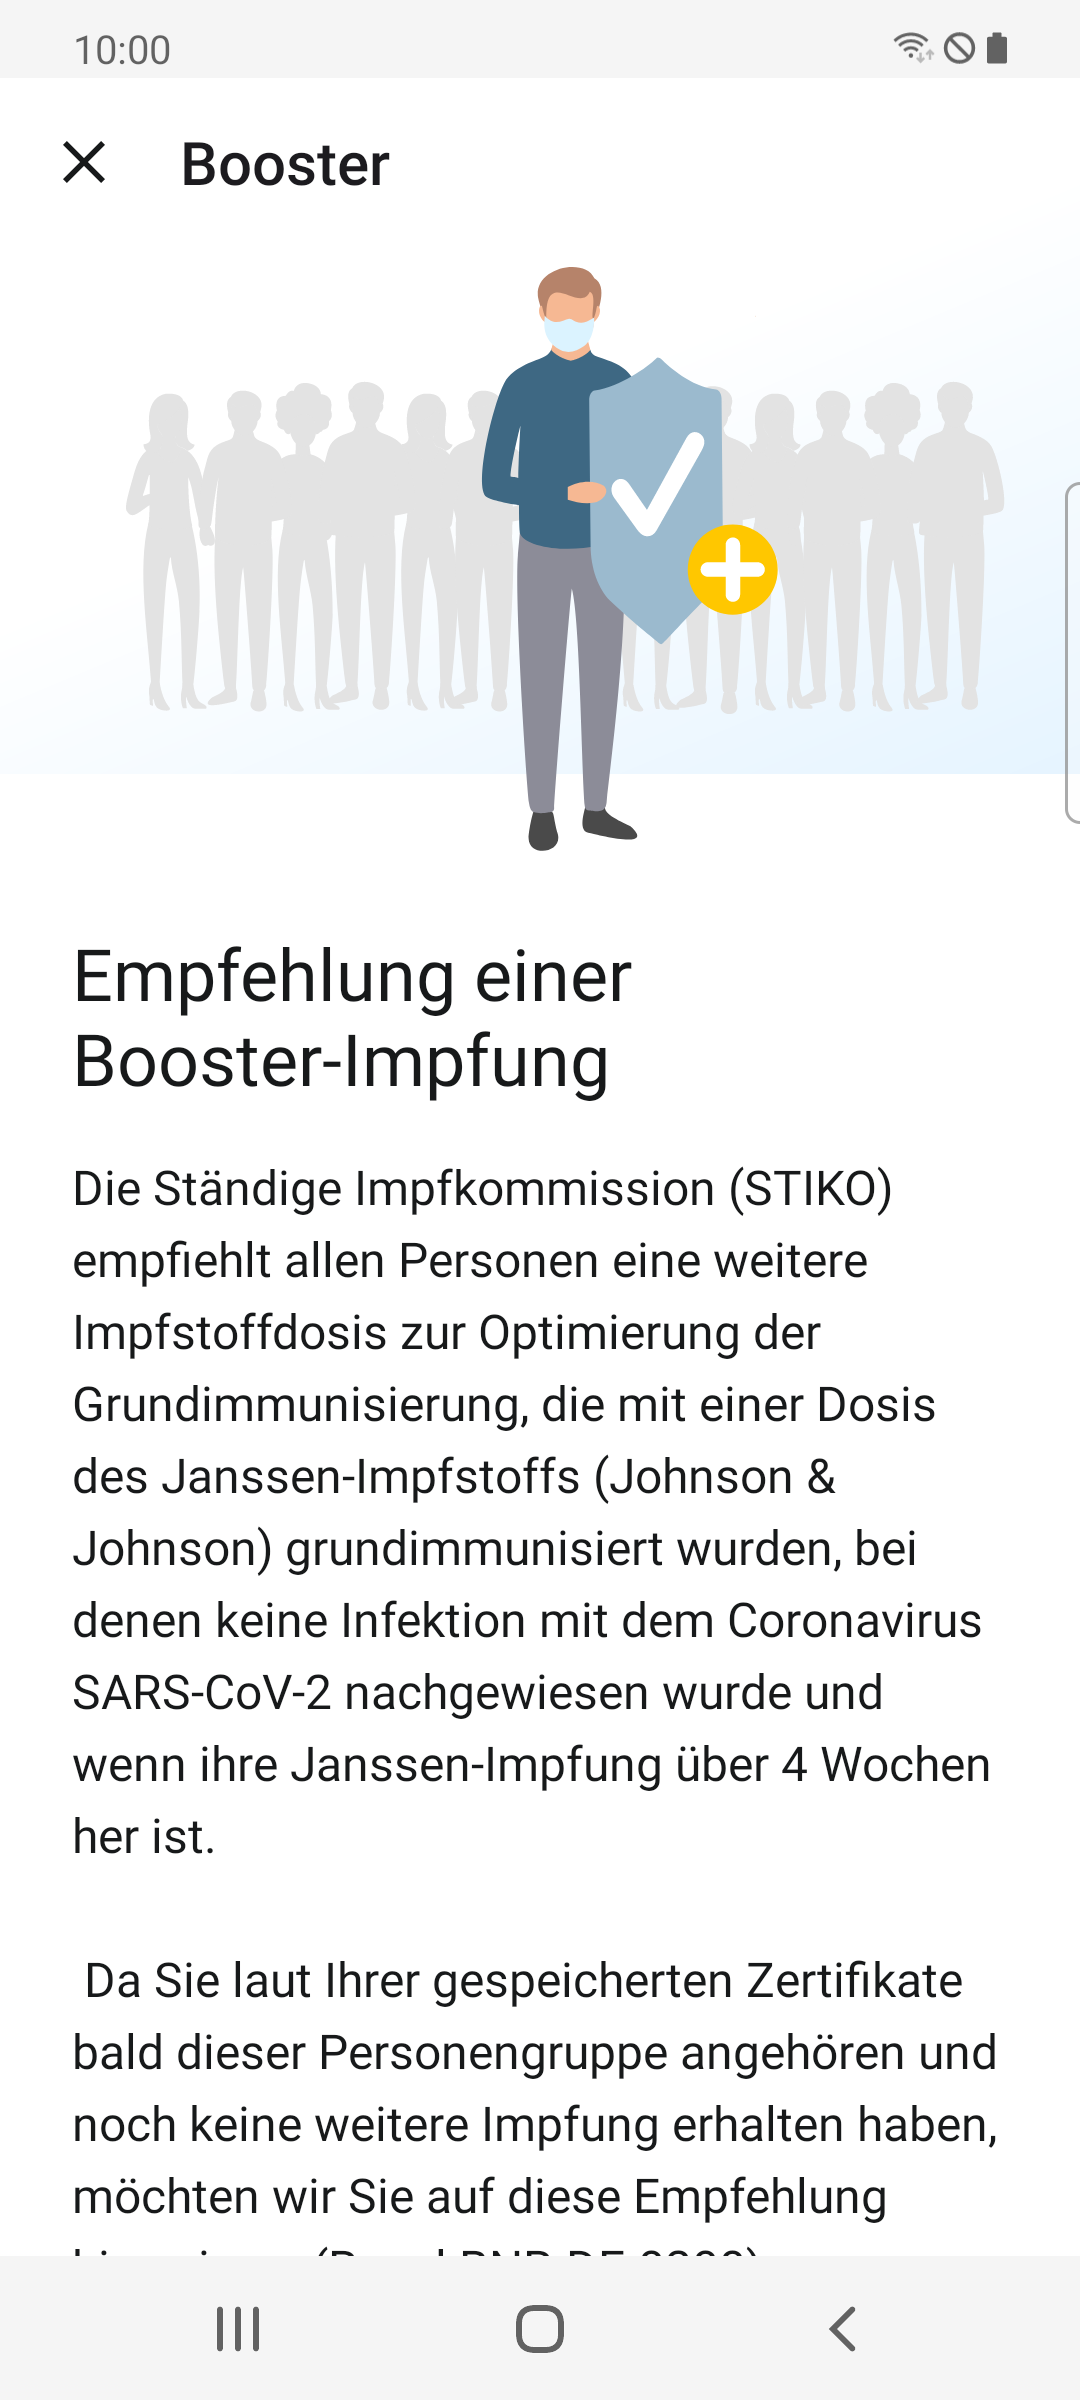 10:00
Booster
Empfehlung einer
Booster-Impfung
Die Ständige Impfkommission (STIKO)
empfiehlt allen Personen eine weitere
Impfstoffdosis zur Optimierung der
Grundimmunisierung, die mit einer Dosis
des Janssen-Impfstoffs (Johnson &
Johnson) grundimmunisiert wurden, bei
denen keine Infektion mit dem Coronavirus
SARS-CoV-2 nachgewiesen wurde und
wenn ihre Janssen-Impfung über 4 Wochen
her ist.
Da Sie laut Ihrer gespeicherten Zertifikate
bald dieser Personengruppe angehören und
noch keine weitere Impfung erhalten haben,
möchten wir Sie auf diese Empfehlung